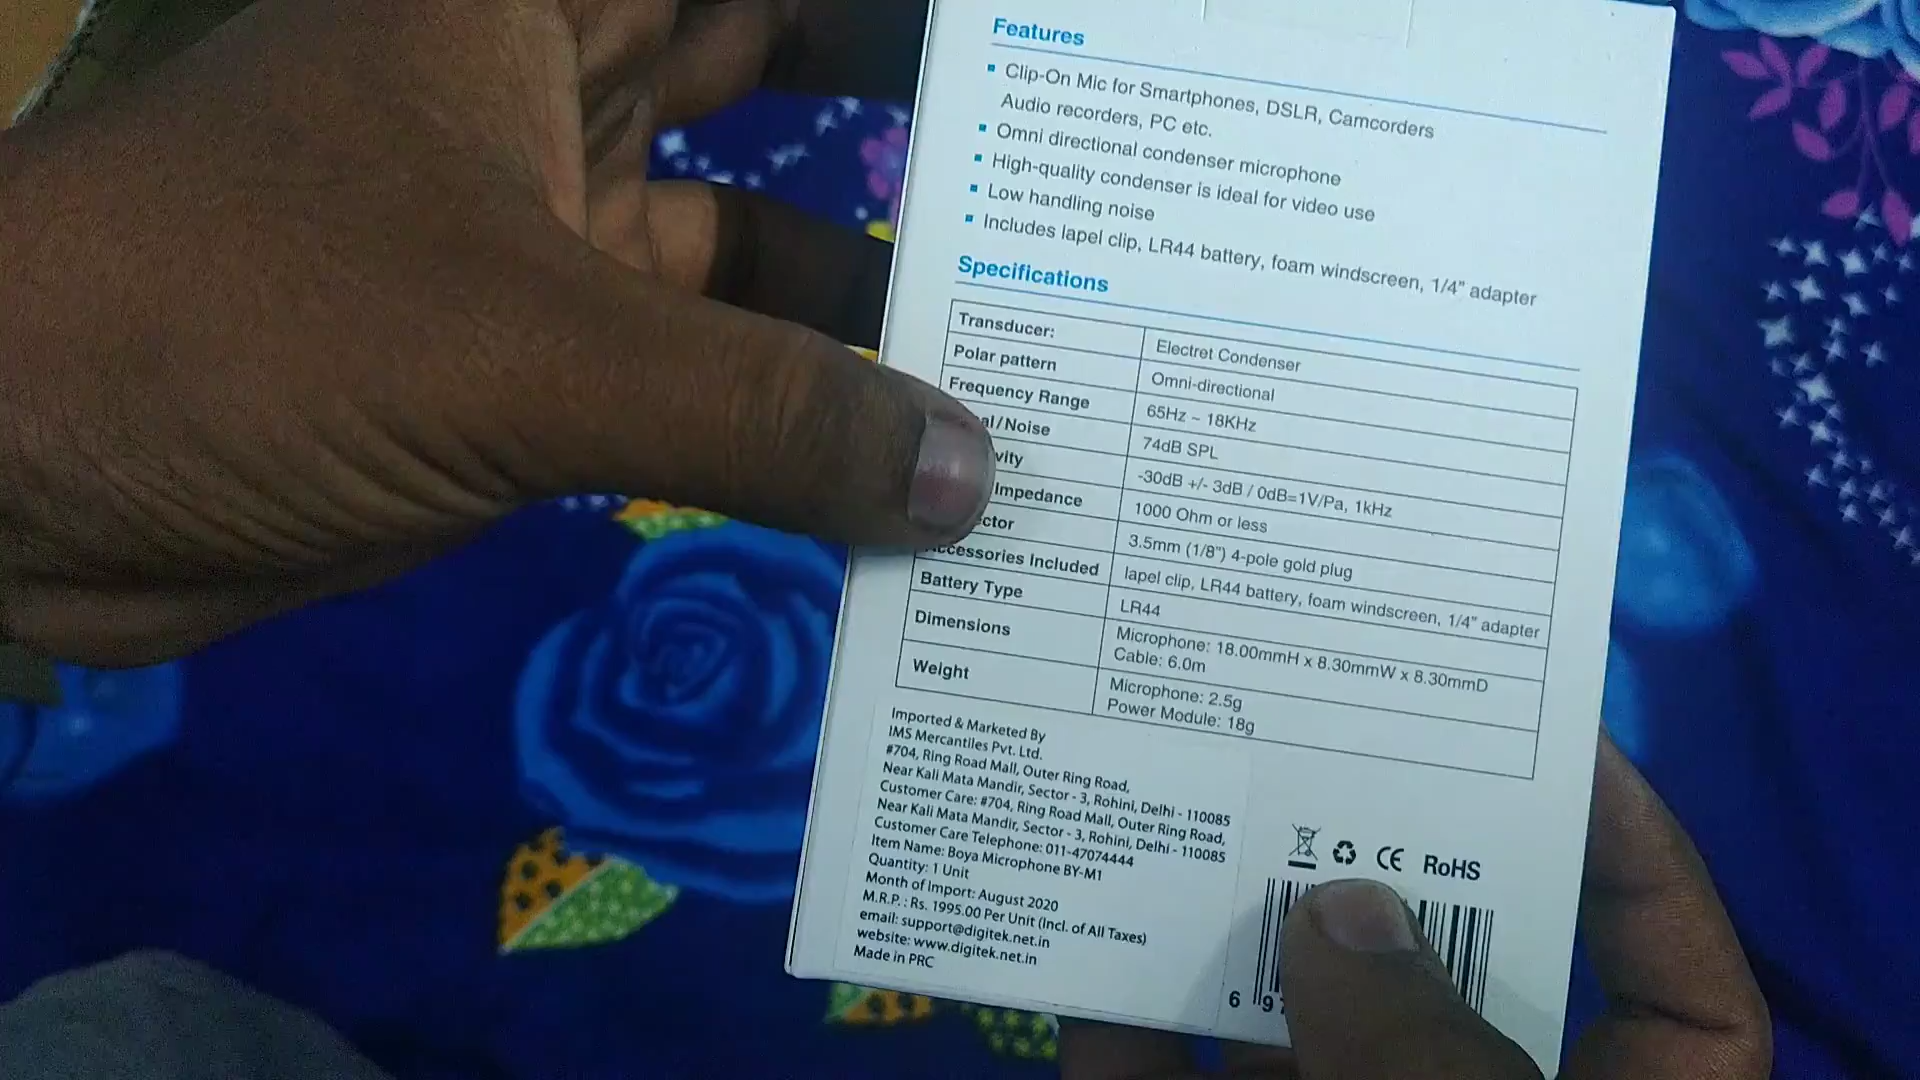 Features
▪ Clip-On Mic for Smartphones, DSLR, Camcorders
Audio recorders, PC etc.
▪ Omni directional condenser microphone
▪ High-quality condenser is ideal for video use
▪ Low handling noise
▪ Includes lapel clip, LR44 battery, foam windscreen, 1/4" adapter
Specifications
Transducer: Electret Condenser
Polar pattern Omni-directional
Frequency Range 65Hz ~ 18KHz
al/Noise 74dB SPL
vity -30dB +/- 3dB / 0dB=1V/Pa, 1kHz
Impedance 1000 Ohm or less
ctor 3.5mm (1/8") 4-pole gold plug
Accessories Included lapel clip, LR44 battery, foam windscreen, 1/4" adapter
Battery Type LR44
Dimensions Microphone: 18.00mmH x 8.30mmW x 8.30mmD
Cable: 6.0m
Weight Microphone: 2.5g
Power Module: 18g
Imported & Marketed By
IMS Mercantiles Pvt. Ltd.
#704, Ring Road Mall, Outer Ring Road,
Near Kali Mata Mandir, Sector - 3, Rohini, Delhi - 110085
Customer Care: #704, Ring Road Mall, Outer Ring Road,
Near Kali Mata Mandir, Sector - 3, Rohini, Delhi - 110085
Customer Care Telephone: 011-47074444
Item Name: Boya Microphone BY-M1
Quantity: 1 Unit
Month of Import: August 2020
M.R.P. : Rs. 1995.00 Per Unit (Incl. of All Taxes)
email: support@digitek.net.in
website: www.digitek.net.in
Made in PRC
CE RoHS
6 97